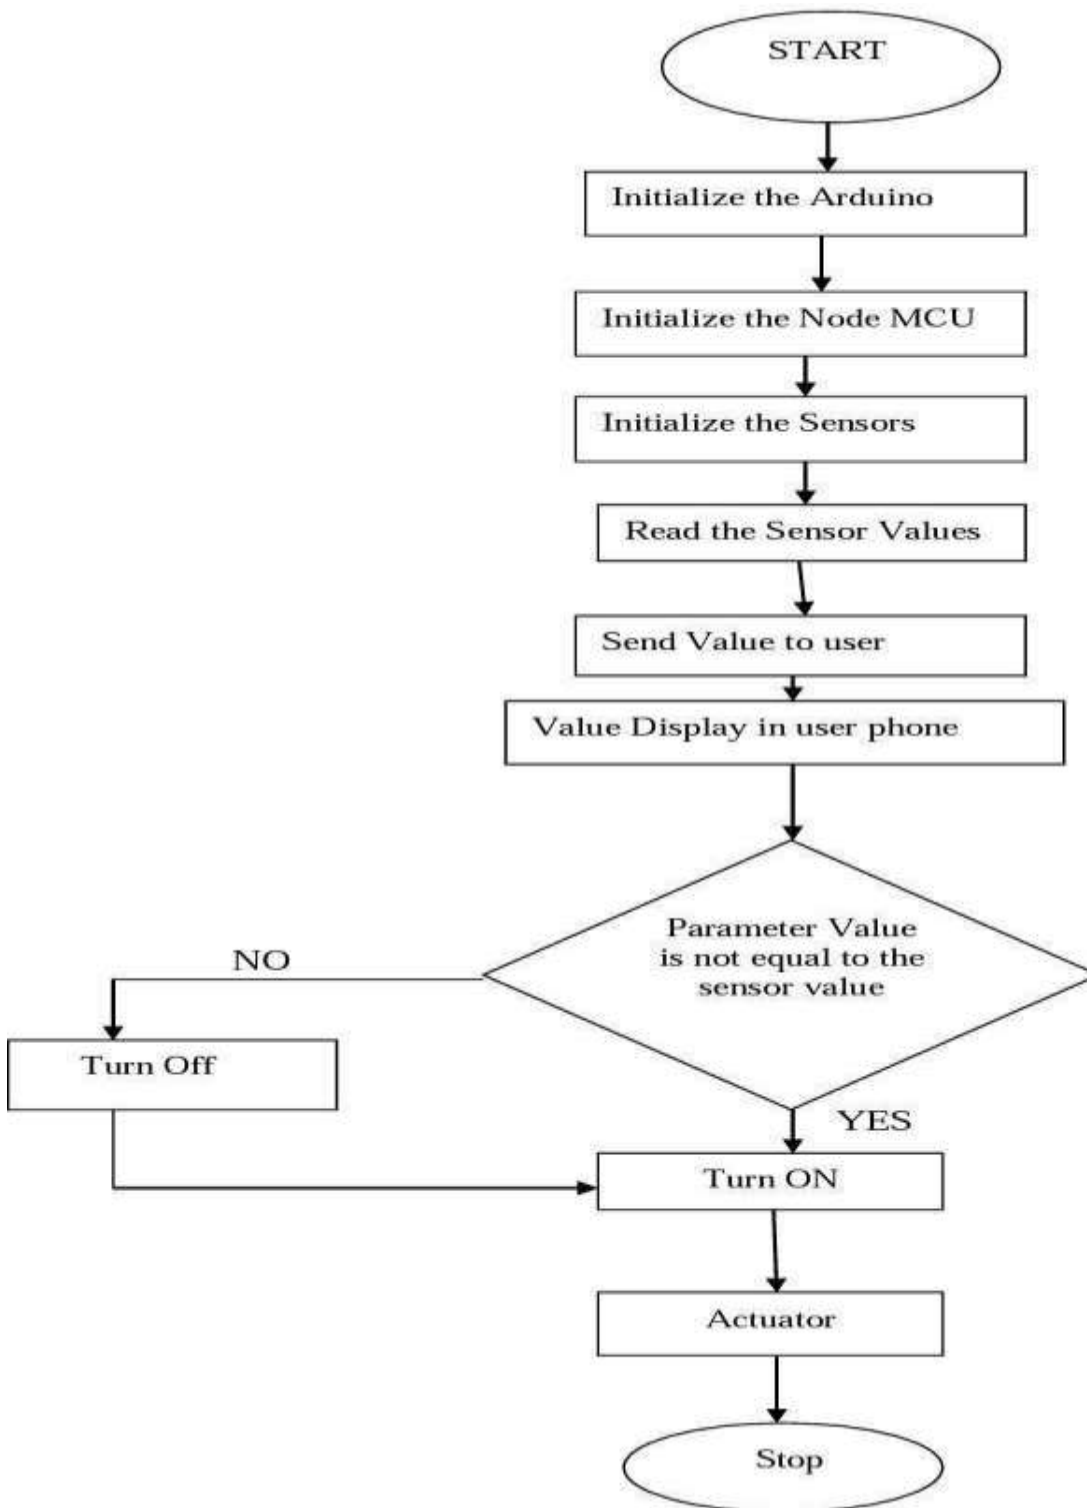 START
Initialize the Arduino
Initialize the Node MCU
Initialize the Sensors
Read the Sensor Values
Send Value to user
Value Display in user phone
Parameter Value
is not equal to the
sensor value
NO
Turn Off
YES
Turn ON
Actuator
Stop